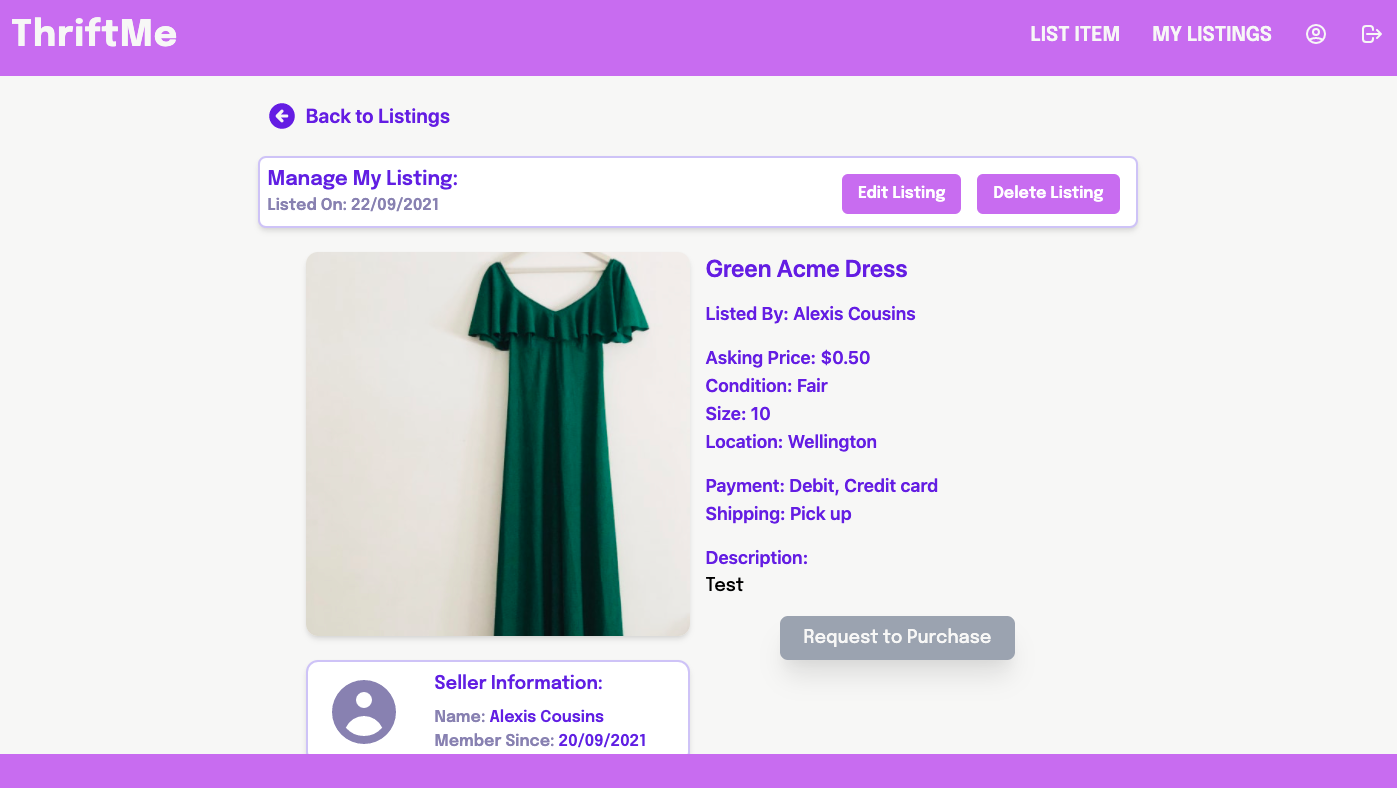 ThriftMe
LIST ITEM MY LISTINGS
Back to Listings
Manage My Listing:
Listed On: 22/09/2021
Edit Listing Delete Listing
Green Acme Dress
Listed By: Alexis Cousins
Asking Price: $0.50
Condition: Fair
Size: 10
Location: Wellington
Payment: Debit, Credit card
Shipping: Pick up
Description:
Test
Request to Purchase
Seller Information:
Name: Alexis Cousins
Member Since: 20/09/2021